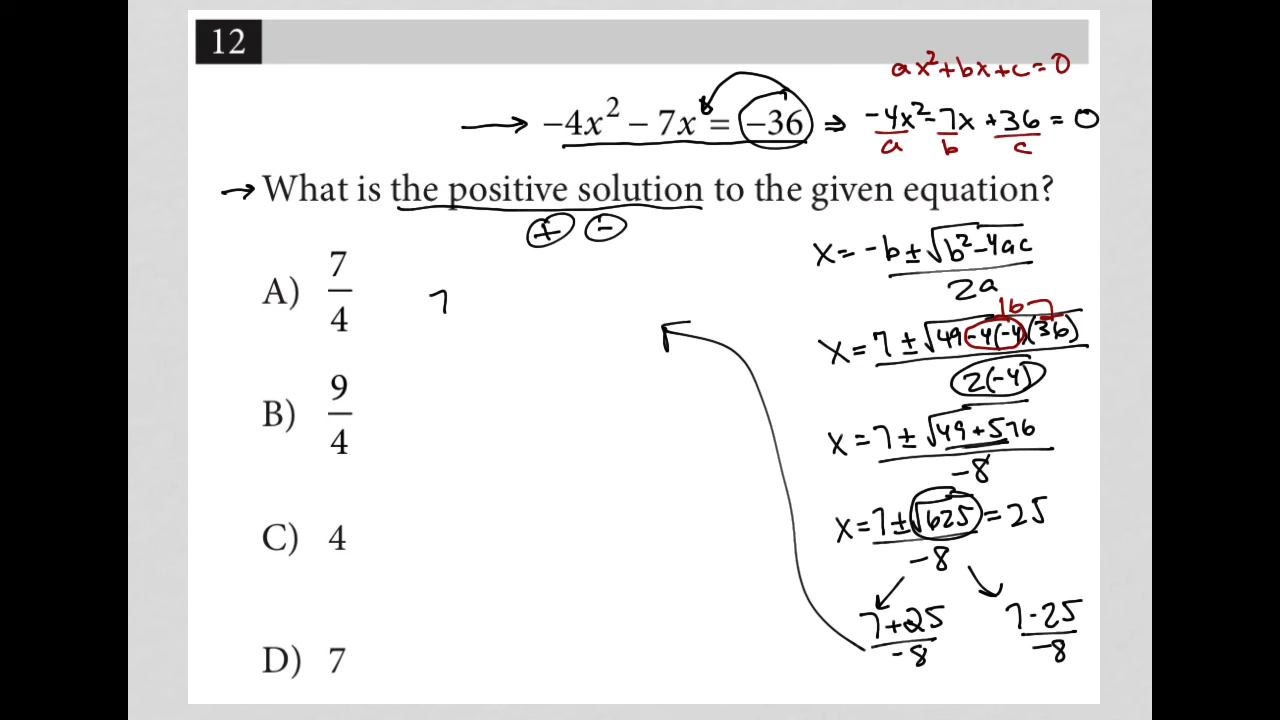 12
ax²+bx+c=0
→ −4x² − 7x = −36 ⇒ −4x²−7x +36 = 0
a b c
→ What is the positive solution to the given equation?
+ −
A) 7/4
7
B) 9/4
C) 4
D) 7
x= −b±√b²−4ac / 2a
16
x= 7 ± √49−4(−4)(36) / 2(−4)
x= 7 ± √49+576 / −8
x= 7±√625 = 25 / −8
7+25 / −8 7−25 / −8